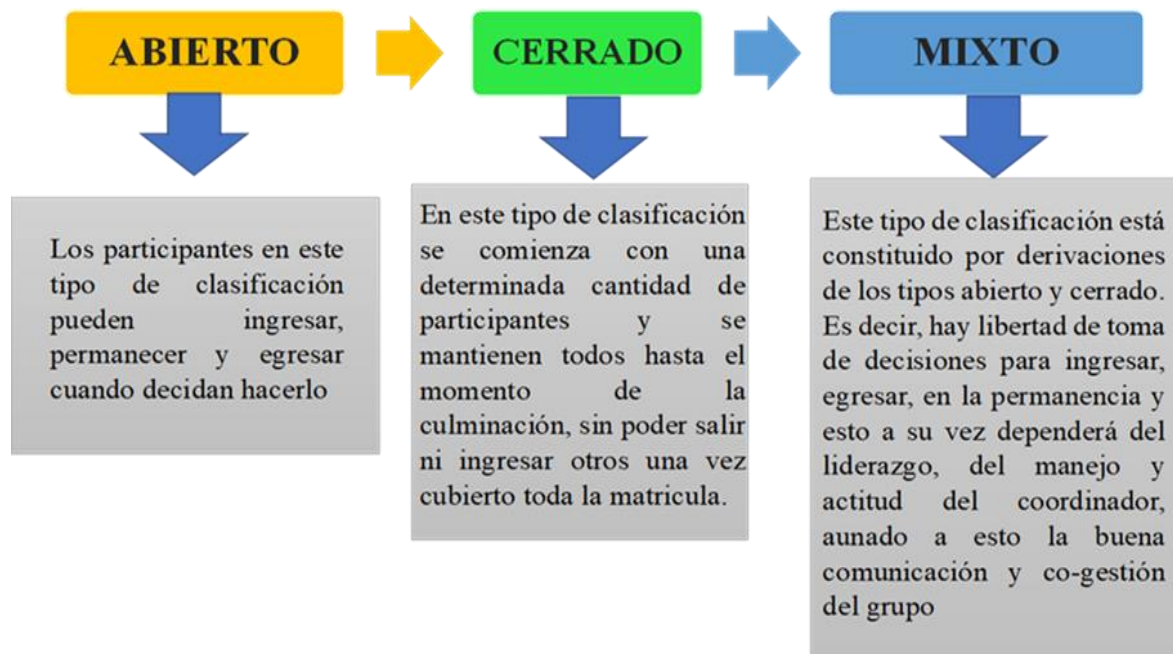 ABIERTO
CERRADO
MIXTO
Los participantes en este
tipo de clasificación
pueden ingresar,
permanecer y egresar
cuando decidan hacerlo
En este tipo de clasificación
se comienza con una
determinada cantidad de
participantes y se
mantienen todos hasta el
momento de la
culminación, sin poder salir
ni ingresar otros una vez
cubierto toda la matricula.
Este tipo de clasificación está
constituido por derivaciones
de los tipos abierto y cerrado.
Es decir, hay libertad de toma
de decisiones para ingresar,
egresar, en la permanencia y
esto a su vez dependerá del
liderazgo, del manejo y
actitud del coordinador,
aunado a esto la buena
comunicación y co-gestión
del grupo